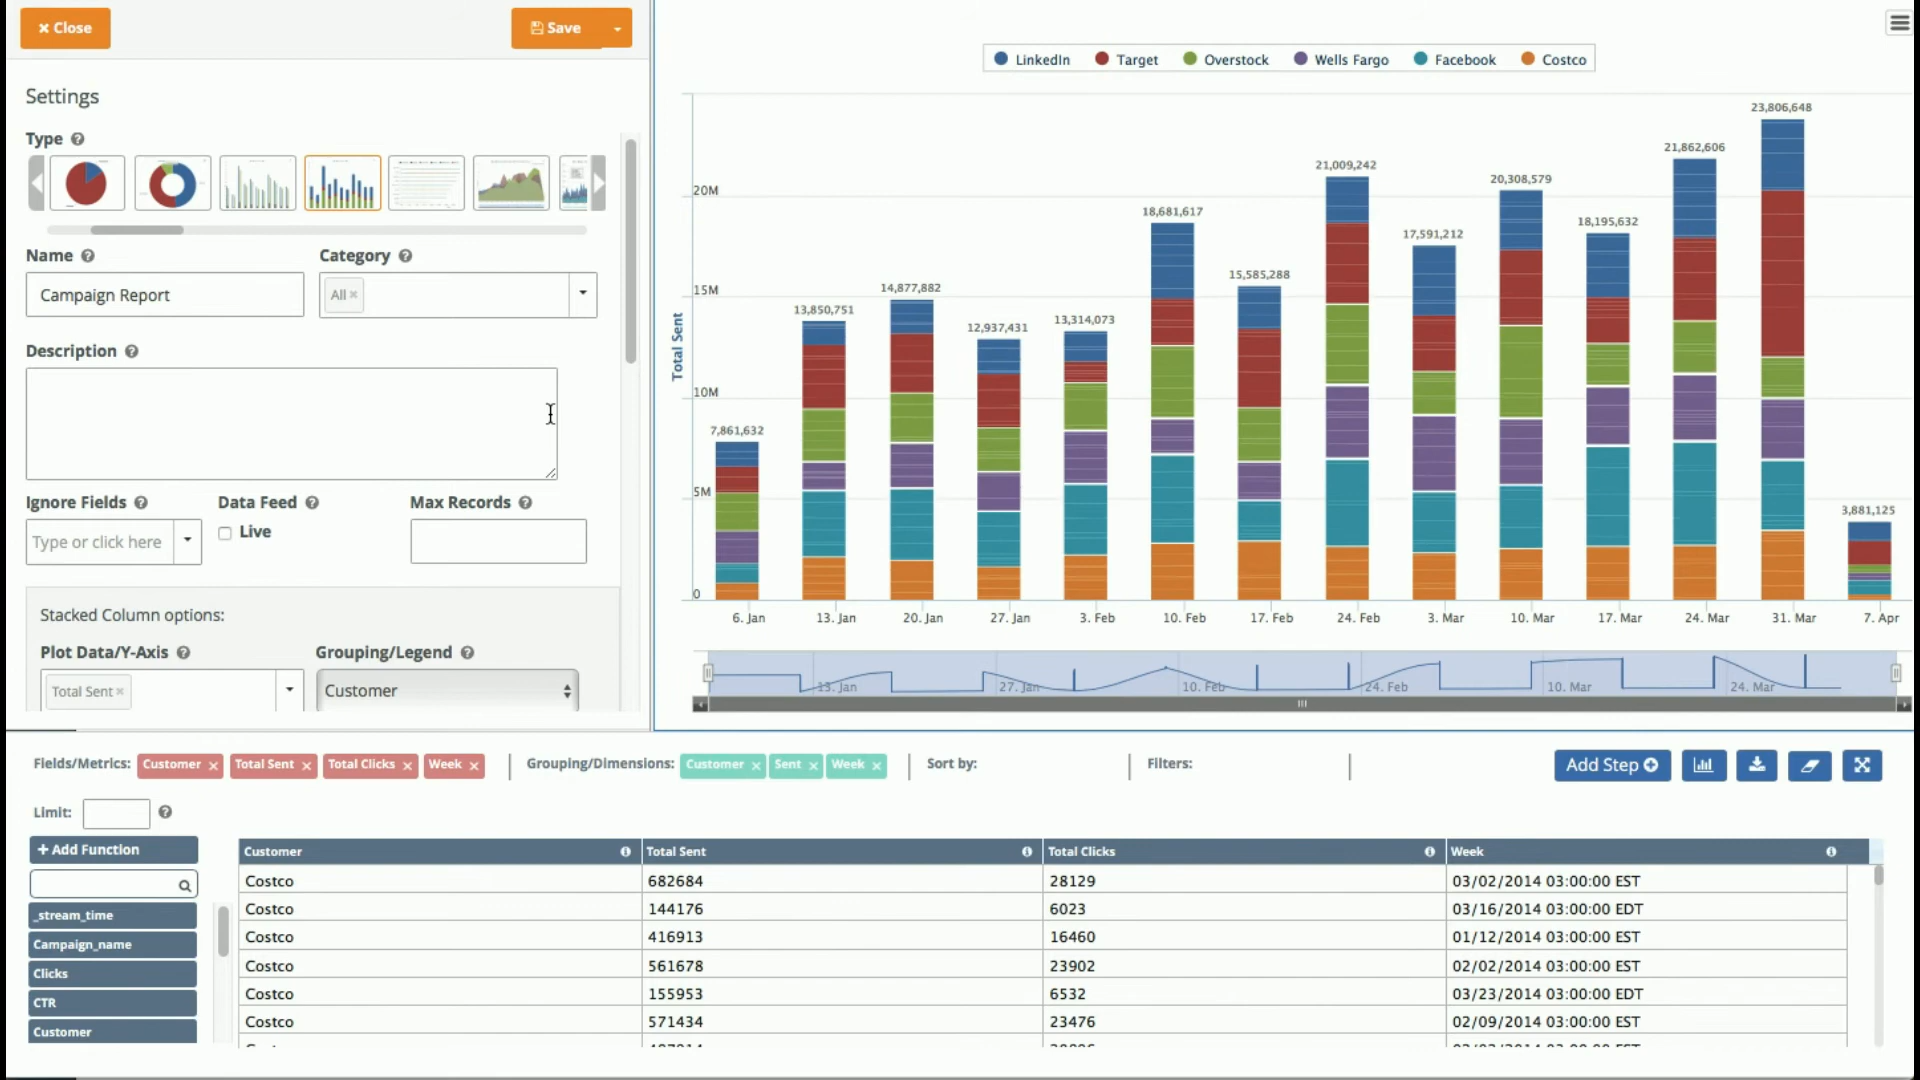 Close
Save
Settings
Type
Name
Category
Campaign Report
All
Description
Ignore Fields
Data Feed
Max Records
Type or click here
Live
Stacked Column options:
Plot Data/Y-Axis
Grouping/Legend
Total Sent
Customer
LinkedIn Target Overstock Wells Fargo Facebook Costco
Total Sent
20M
15M
10M
5M
0
7,861,632
13,850,751
14,877,882
12,937,431
13,314,073
18,681,617
15,585,288
21,009,242
17,591,212
20,308,579
18,195,632
21,862,606
23,806,648
3,881,125
6. Jan 13. Jan 20. Jan 27. Jan 3. Feb 10. Feb 17. Feb 24. Feb 3. Mar 10. Mar 17. Mar 24. Mar 31. Mar 7. Apr
13. Jan 27. Jan 10. Feb 24. Feb 10. Mar 24. Mar
Fields/Metrics: Customer Total Sent Total Clicks Week Grouping/Dimensions: Customer Sent Week Sort by: Filters: Add Step
Limit:
+ Add Function
_stream_time
Campaign_name
Clicks
CTR
Customer
Customer Total Sent Total Clicks Week
Costco 682684 28129 03/02/2014 03:00:00 EST
Costco 144176 6023 03/16/2014 03:00:00 EDT
Costco 416913 16460 01/12/2014 03:00:00 EST
Costco 561678 23902 02/02/2014 03:00:00 EST
Costco 155953 6532 03/23/2014 03:00:00 EDT
Costco 571434 23476 02/09/2014 03:00:00 EST